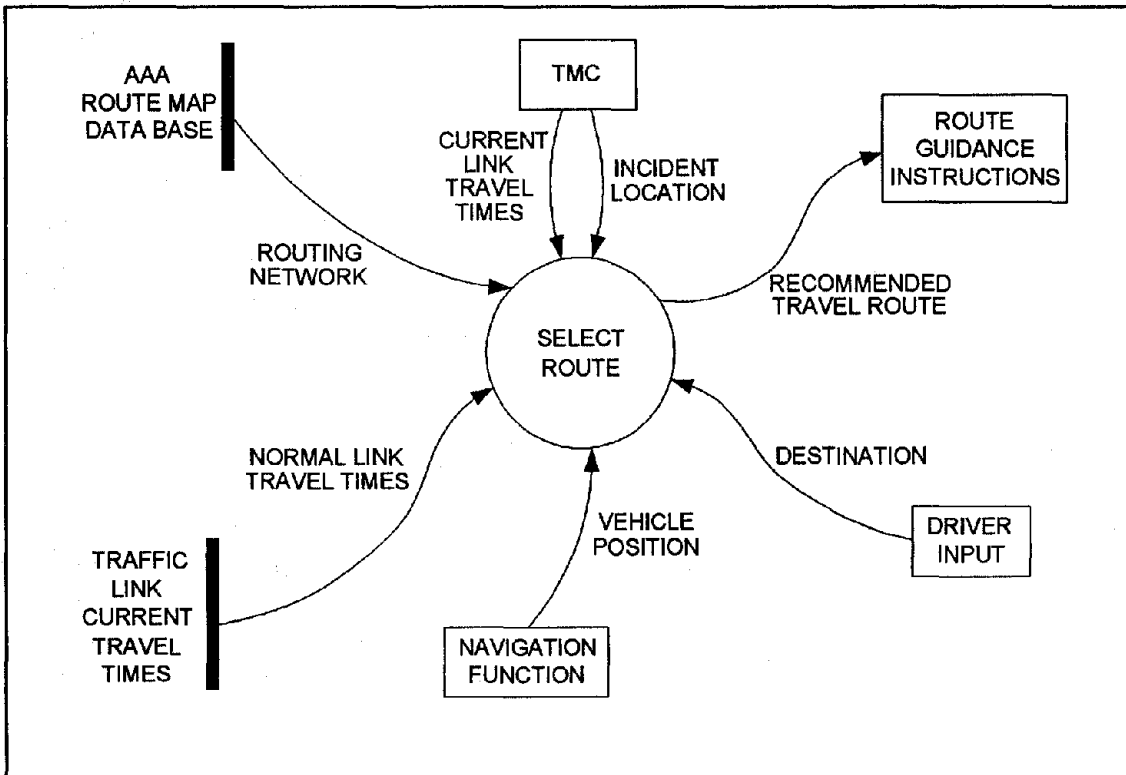 AAA
ROUTE MAP
DATA BASE
TMC
ROUTE
GUIDANCE
INSTRUCTIONS
CURRENT
LINK
TRAVEL
TIMES
INCIDENT
LOCATION
ROUTING
NETWORK
RECOMMENDED
TRAVEL ROUTE
SELECT
ROUTE
NORMAL LINK
TRAVEL TIMES
DESTINATION
VEHICLE
POSITION
DRIVER
INPUT
TRAFFIC
LINK
CURRENT
TRAVEL
TIMES
NAVIGATION
FUNCTION